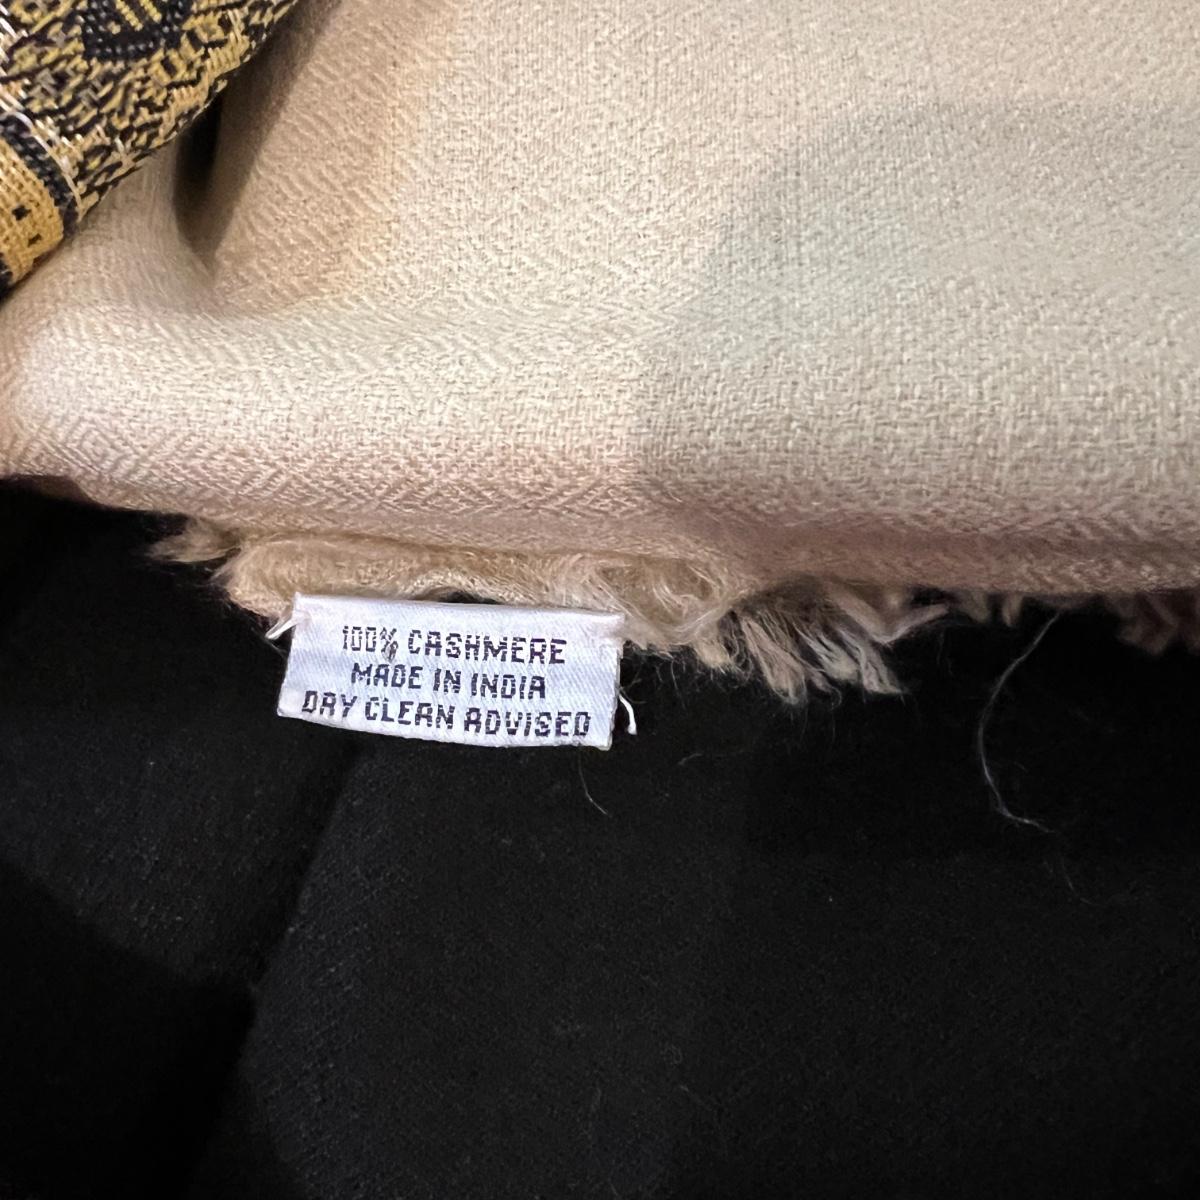 100% CASHMERE
MADE IN INDIA
DRY CLEAN ADVISED